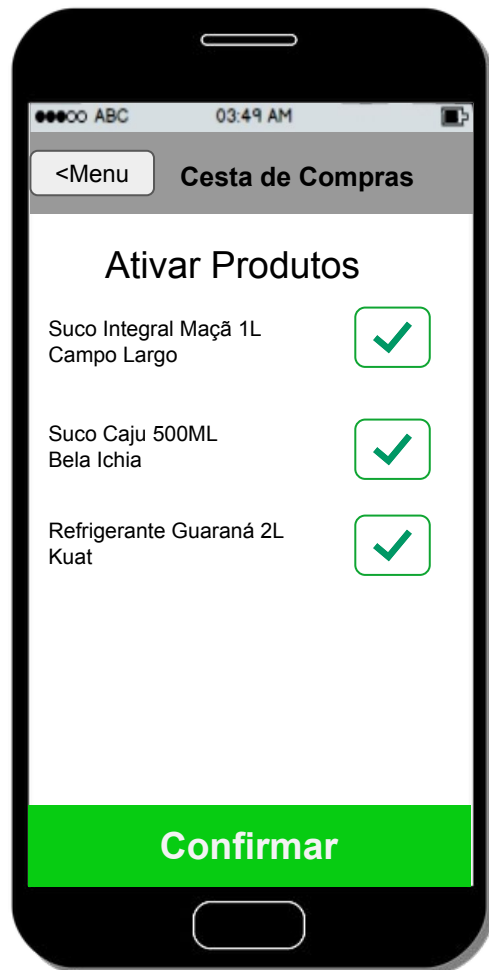 ABC 03:49 AM
<Menu Cesta de Compras
Ativar Produtos
Suco Integral Maçã 1L
Campo Largo
Suco Caju 500ML
Bela Ichia
Refrigerante Guaraná 2L
Kuat
Confirmar